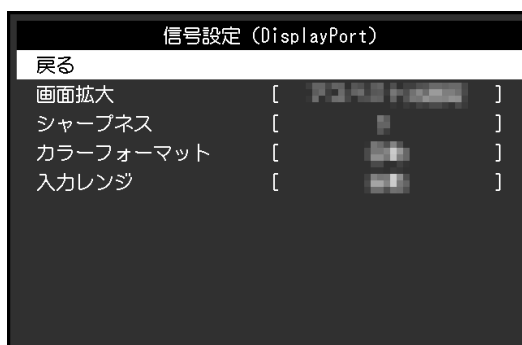 信号設定 (DisplayPort)
戻る
画面拡大 [ ]
シャープネス [ ]
カラーフォーマット [ ]
入力レンジ [ ]